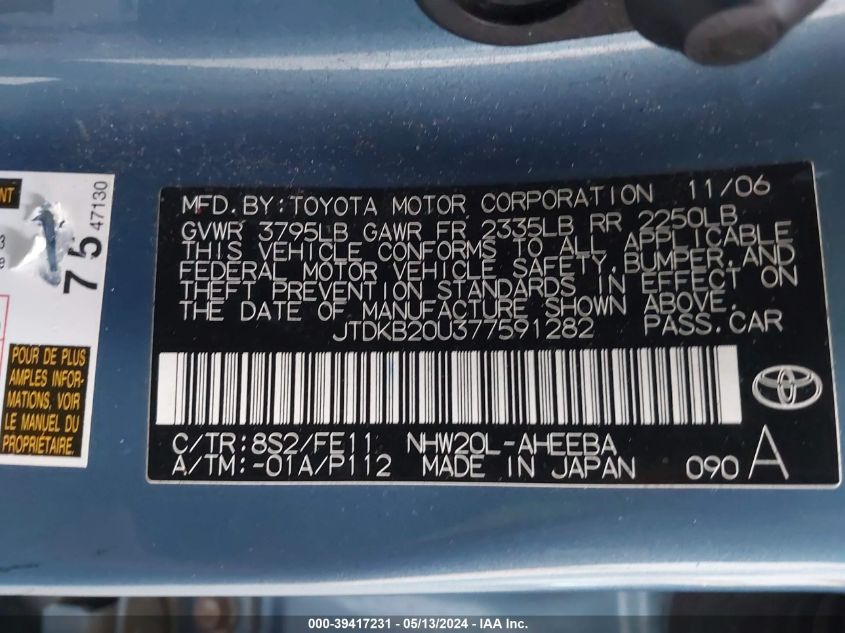 MFD. BY: TOYOTA MOTOR CORPORATION 11/06
GVWR 3795LB GAWR FR 2335LB RR 2250LB
THIS VEHICLE CONFORMS TO ALL APPLICABLE
FEDERAL MOTOR VEHICLE SAFETY, BUMPER, AND
THEFT PREVENTION STANDARDS IN EFFECT ON
THE DATE OF MANUFACTURE SHOWN ABOVE.
JTDKB20U377591282 PASS. CAR
C/TR: 8S2/FE11 NHW20L-AHEEBA
A/TM: -01A/P112 MADE IN JAPAN 090 A
75 47130
POUR DE PLUS
AMPLES INFOR-
MATIONS, VOIR
LE MANUEL DU
PROPRIÉTAIRE
000-39417231 - 05/13/2024 - IAA Inc.